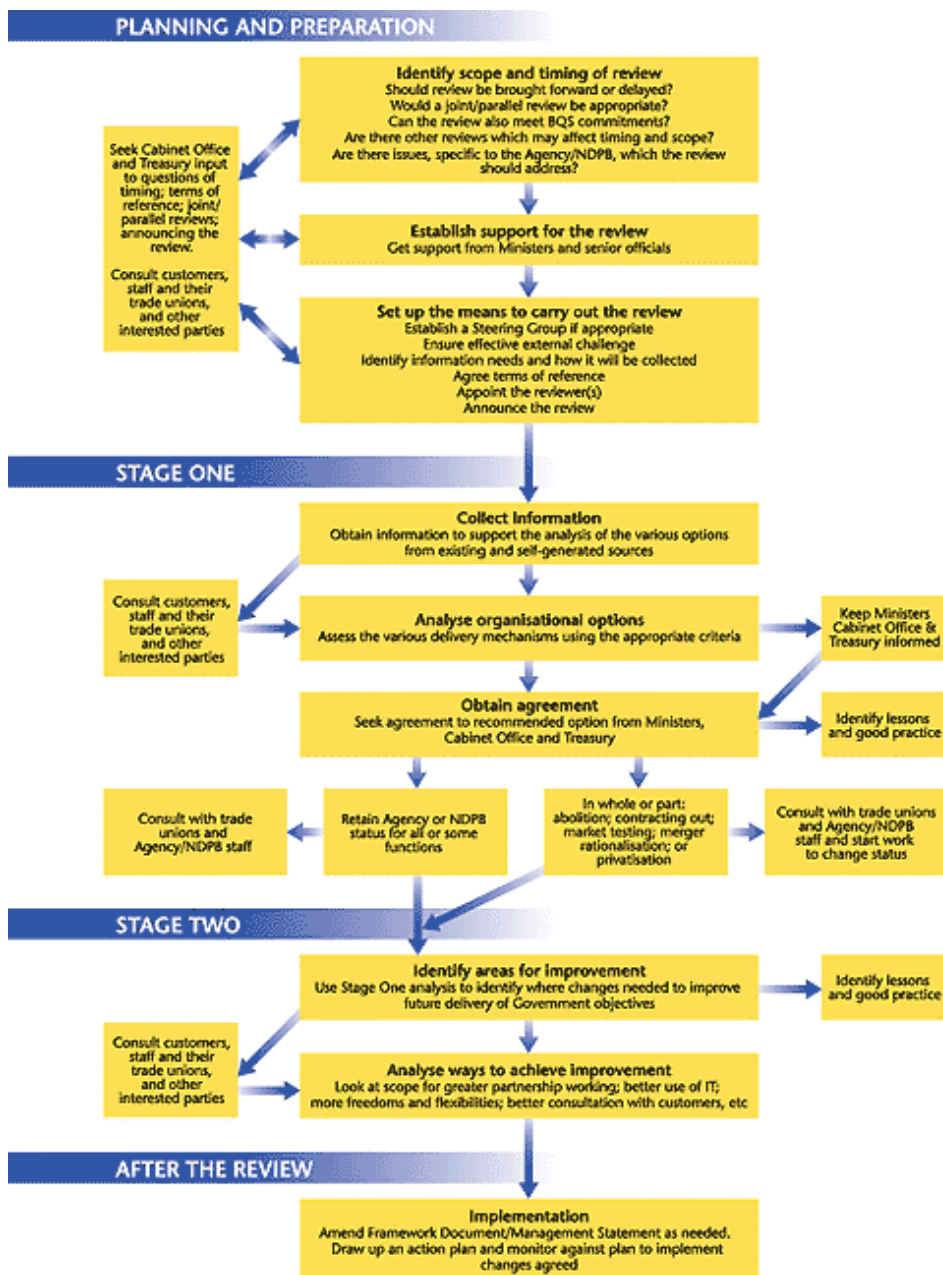 PLANNING AND PREPARATION
Identify scope and timing of review
Should review be brought forward or delayed?
Would a joint/parallel review be appropriate?
Can the review also meet BQS commitments?
Are there other reviews which may affect timing and scope?
Are there issues, specific to the Agency/NDPB, which the review
should address?
Seek Cabinet Office
and Treasury input
to questions of
timing; terms of
reference; joint/
parallel reviews;
announcing the
review.
Consult customers,
staff and their
trade unions,
and other
interested parties
Establish support for the review
Get support from Ministers and senior officials
Set up the means to carry out the review
Establish a Steering Group if appropriate
Ensure effective external challenge
Identify information needs and how it will be collected
Agree terms of reference
Appoint the reviewer(s)
Announce the review
STAGE ONE
Collect Information
Obtain information to support the analysis of the various options
from existing and self-generated sources
Consult customers,
staff and their
trade unions,
and other
interested parties
Analyse organisational options
Assess the various delivery mechanisms using the appropriate criteria
Keep Ministers
Cabinet Office &
Treasury informed
Obtain agreement
Seek agreement to recommended option from Ministers,
Cabinet Office and Treasury
Identify lessons
and good practice
Consult with trade
unions and
Agency/NDPB staff
Retain Agency or NDPB
status for all or some
functions
In whole or part:
abolition; contracting out;
market testing; merger
rationalisation; or
privatisation
Consult with trade unions
and Agency/NDPB
staff and start work
to change status
STAGE TWO
Identify areas for improvement
Use Stage One analysis to identify where changes needed to improve
future delivery of Government objectives
Identify lessons
and good practice
Consult customers,
staff and their
trade unions,
and other
interested parties
Analyse ways to achieve improvement
Look at scope for greater partnership working; better use of IT;
more freedoms and flexibilities; better consultation with customers, etc
AFTER THE REVIEW
Implementation
Amend Framework Document/Management Statement as needed.
Draw up an action plan and monitor against plan to implement
changes agreed